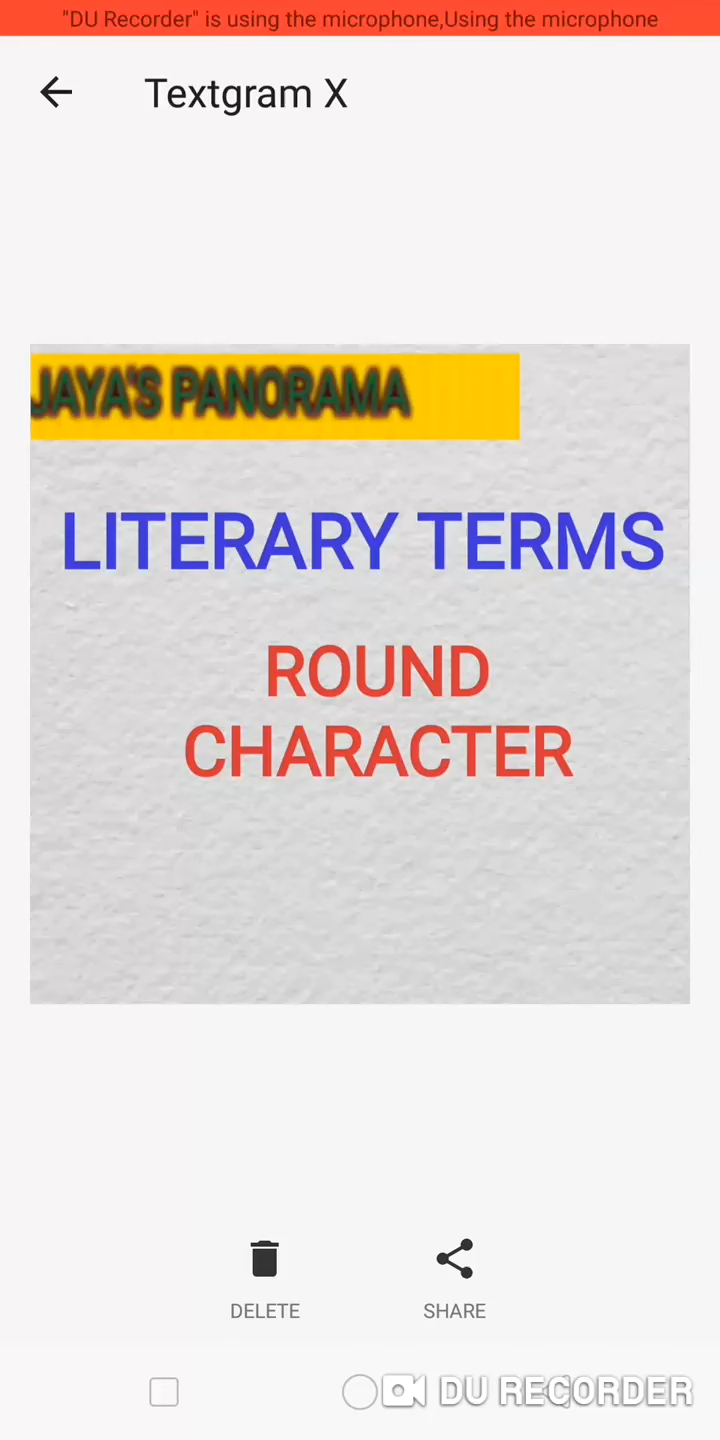 "DU Recorder" is using the microphone,Using the microphone
Textgram X
JAYA'S PANORAMA
LITERARY TERMS
ROUND
CHARACTER
DELETE
SHARE
DU RECORDER